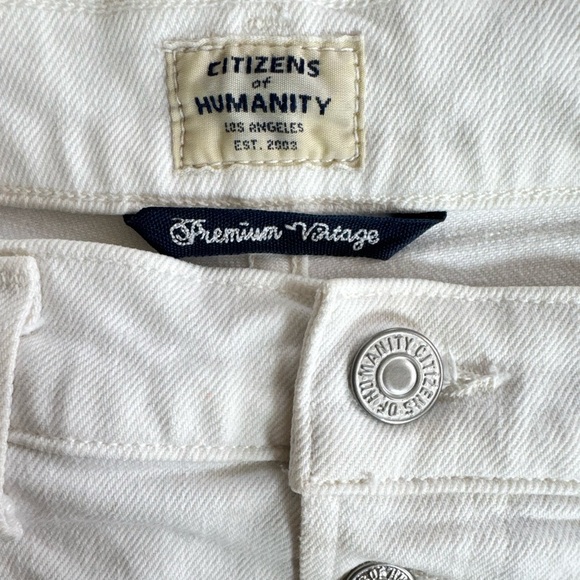 CITIZENS
of
HUMANITY
LOS ANGELES
EST. 2003
Premium Vintage
CITIZENS OF HUMANITY